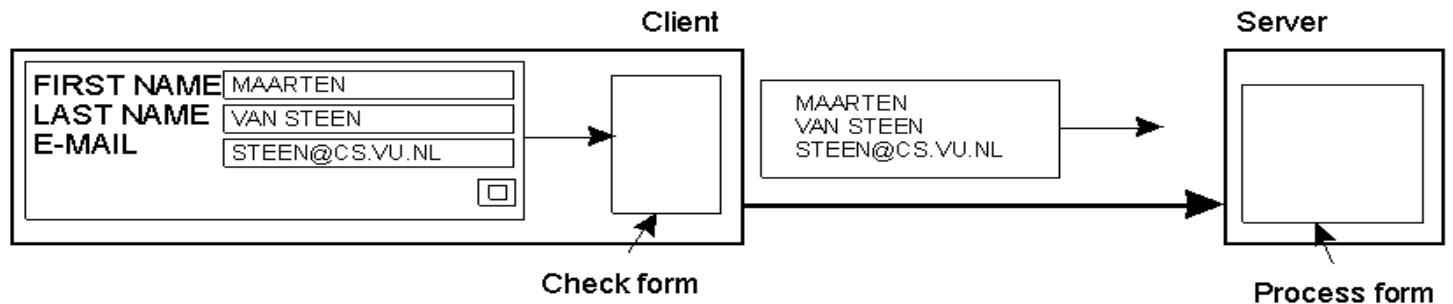 Client
Server
FIRST NAME MAARTEN
LAST NAME VAN STEEN
E-MAIL STEEN@CS.VU.NL
MAARTEN
VAN STEEN
STEEN@CS.VU.NL
Check form
Process form